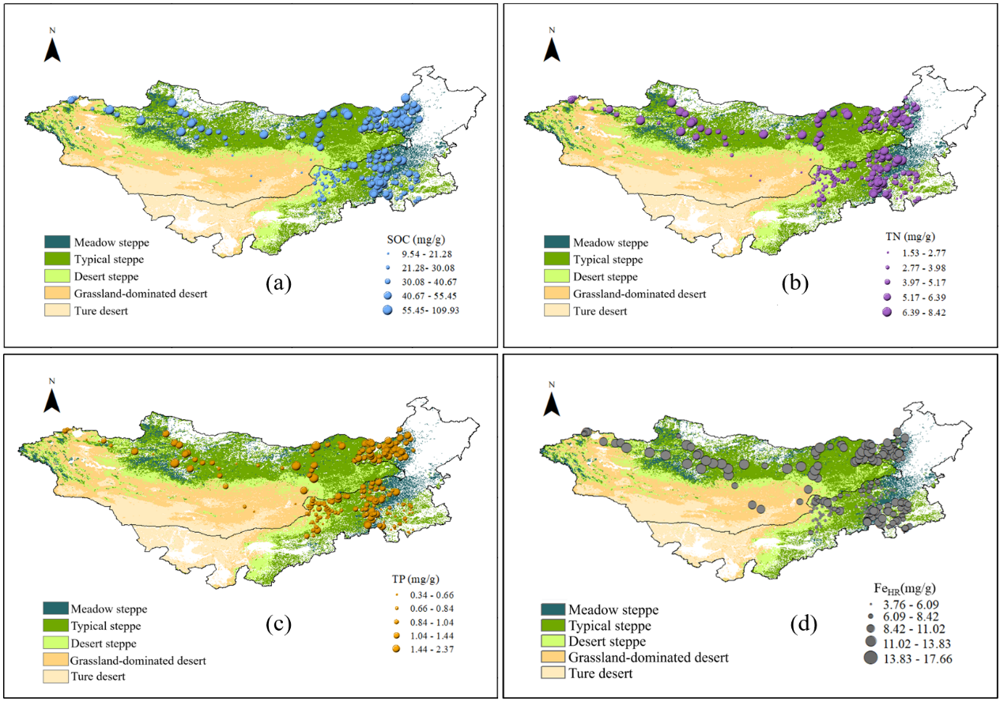 N
Meadow steppe
Typical steppe
Desert steppe
Grassland-dominated desert
Ture desert
(a)
SOC (mg/g)
9.54 - 21.28
21.28 - 30.08
30.08 - 40.67
40.67 - 55.45
55.45- 109.93
N
Meadow steppe
Typical steppe
Desert steppe
Grassland-dominated desert
Ture desert
(b)
TN (mg/g)
1.53 - 2.77
2.77 - 3.98
3.97 - 5.17
5.17 - 6.39
6.39 - 8.42
N
Meadow steppe
Typical steppe
Desert steppe
Grassland-dominated desert
Ture desert
(c)
TP (mg/g)
0.34 - 0.66
0.66 - 0.84
0.84 - 1.04
1.04 - 1.44
1.44 - 2.37
N
Meadow steppe
Typical steppe
Desert steppe
Grassland-dominated desert
Ture desert
(d)
FeHR(mg/g)
3.76 - 6.09
6.09 - 8.42
8.42 - 11.02
11.02 - 13.83
13.83 - 17.66